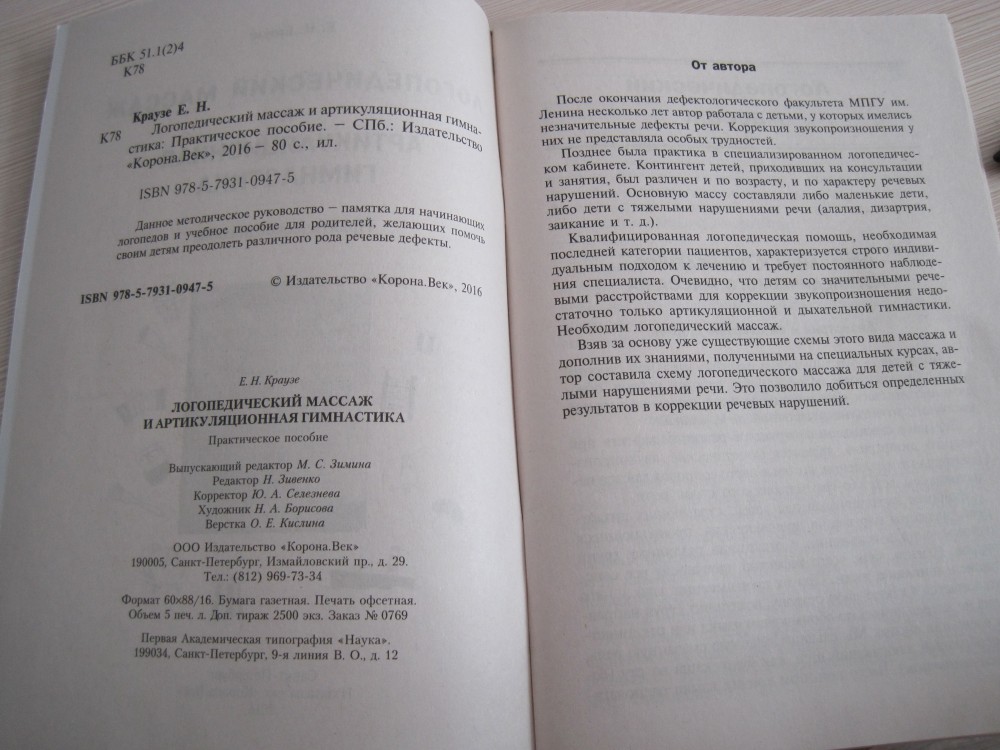 ББК 51.1(2)4
К78
Краузе Е. Н.
К78 Логопедический массаж и артикуляционная гимна-
стика: Практическое пособие. — СПб.: Издательство
«Корона.Век», 2016 — 80 с., ил.
ISBN 978-5-7931-0947-5
Данное методическое руководство — памятка для начинающих
логопедов и учебное пособие для родителей, желающих помочь
своим детям преодолеть различного рода речевые дефекты.
ISBN 978-5-7931-0947-5
© Издательство «Корона.Век», 2016
Е. Н. Краузе
ЛОГОПЕДИЧЕСКИЙ МАССАЖ
И АРТИКУЛЯЦИОННАЯ ГИМНАСТИКА
Практическое пособие
Выпускающий редактор М. С. Зимина
Редактор Н. Зивенко
Корректор Ю. А. Селезнева
Художник Н. А. Борисова
Верстка О. Е. Кислина
ООО Издательство «Корона.Век»
190005, Санкт-Петербург, Измайловский пр., д. 29.
Тел.: (812) 969-73-34
Формат 60×88/16. Бумага газетная. Печать офсетная.
Объем 5 печ. л. Доп. тираж 2500 экз. Заказ № 0769
Первая Академическая типография «Наука».
199034, Санкт-Петербург, 9-я линия В. О., д. 12
От автора
После окончания дефектологического факультета МПГУ им.
Ленина несколько лет автор работала с детьми, у которых имелись
незначительные дефекты речи. Коррекция звукопроизношения у
них не представляла особых трудностей.
Позднее была практика в специализированном логопедичес-
ком кабинете. Контингент детей, приходивших на консультации
и занятия, был различен и по возрасту, и по характеру речевых
нарушений. Основную массу составляли либо маленькие дети,
либо дети с тяжелыми нарушениями речи (алалия, дизартрия,
заикание и т. д.).
Квалифицированная логопедическая помощь, необходимая
последней категории пациентов, характеризуется строго индиви-
дуальным подходом к лечению и требует постоянного наблюде-
ния специалиста. Очевидно, что детям со значительными рече-
выми расстройствами для коррекции звукопроизношения недо-
статочно только артикуляционной и дыхательной гимнастики.
Необходим логопедический массаж.
Взяв за основу уже существующие схемы этого вида массажа и
дополнив их знаниями, полученными на специальных курсах, ав-
тор составила схему логопедического массажа для детей с тяже-
лыми нарушениями речи. Это позволило добиться определенных
результатов в коррекции речевых нарушений.